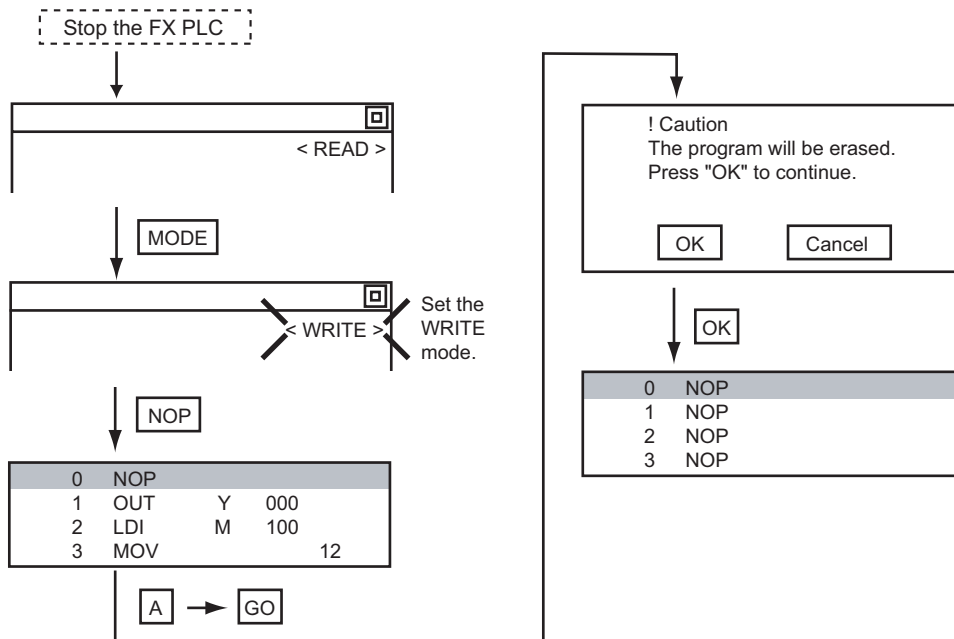 Stop the FX PLC
< READ >
MODE
< WRITE >
Set the
WRITE
mode.
NOP
0 NOP
1 OUT Y 000
2 LDI M 100
3 MOV 12
A GO
! Caution
The program will be erased.
Press "OK" to continue.
OK Cancel
OK
0 NOP
1 NOP
2 NOP
3 NOP